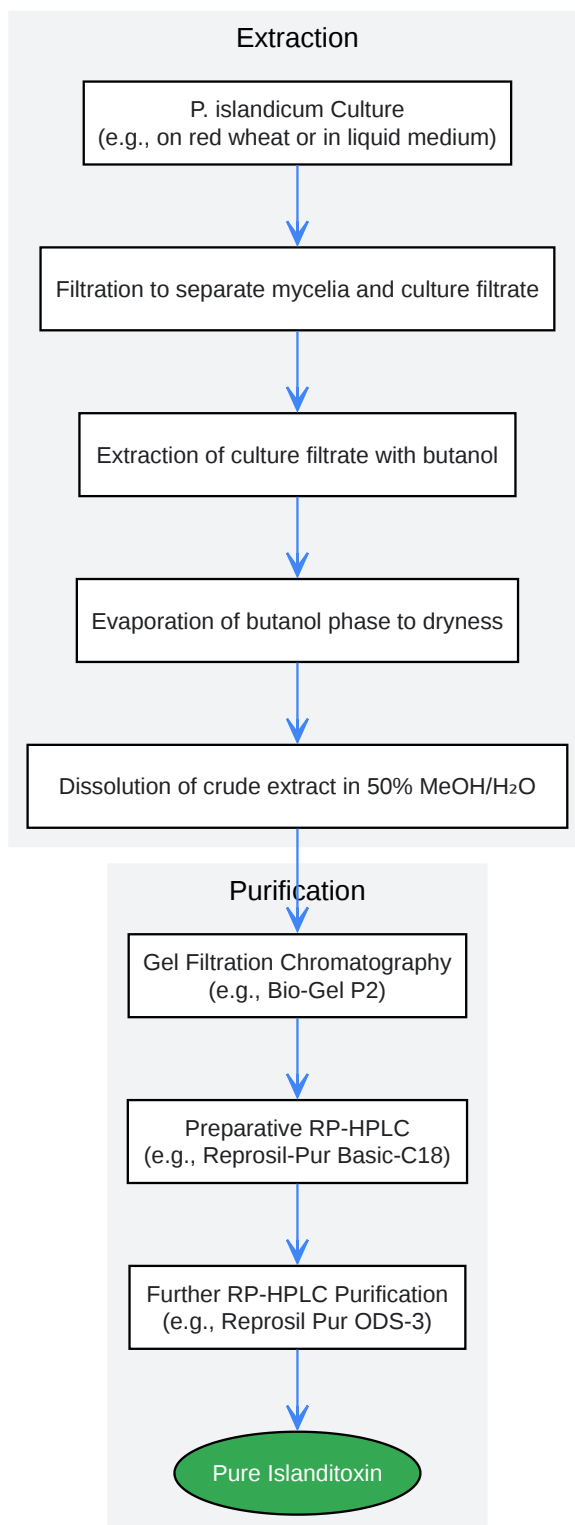 Extraction
P. islandicum Culture
(e.g., on red wheat or in liquid medium)
Filtration to separate mycelia and culture filtrate
Extraction of culture filtrate with butanol
Evaporation of butanol phase to dryness
Dissolution of crude extract in 50% MeOH/H₂O
Purification
Gel Filtration Chromatography
(e.g., Bio-Gel P2)
Preparative RP-HPLC
(e.g., Reprosil-Pur Basic-C18)
Further RP-HPLC Purification
(e.g., Reprosil Pur ODS-3)
Pure Islanditoxin